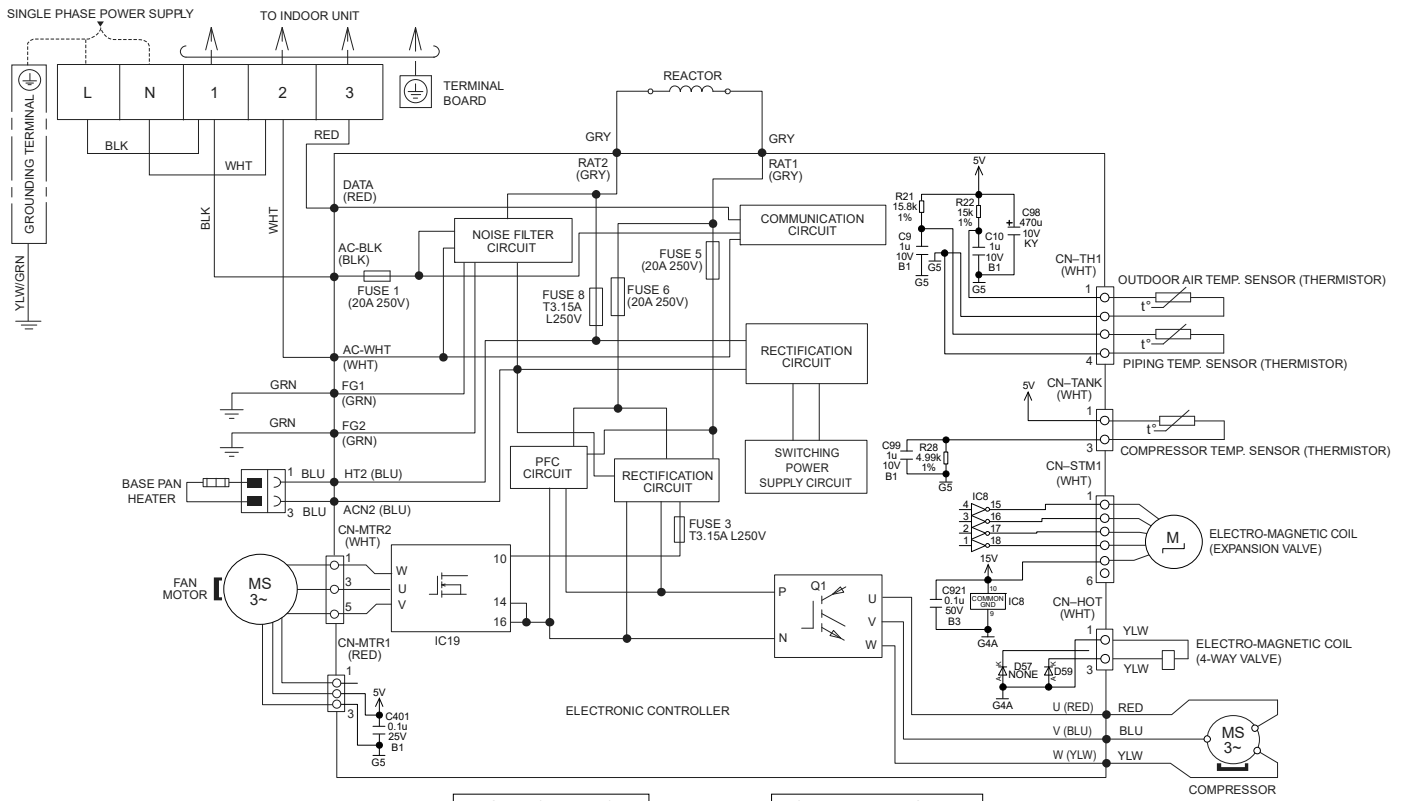 SINGLE PHASE POWER SUPPLY
TO INDOOR UNIT
L
N
1
2
3
TERMINAL
BOARD
GROUNDING TERMINAL
YLW/GRN
BLK
WHT
RED
REACTOR
GRY
GRY
RAT2
(GRY)
RAT1
(GRY)
DATA
(RED)
BLK
WHT
NOISE FILTER
CIRCUIT
COMMUNICATION
CIRCUIT
AC-BLK
(BLK)
FUSE 1
(20A 250V)
FUSE 5
(20A 250V)
FUSE 8
T3.15A
L250V
FUSE 6
(20A 250V)
AC-WHT
(WHT)
RECTIFICATION
CIRCUIT
GRN
FG1
(GRN)
GRN
FG2
(GRN)
PFC
CIRCUIT
RECTIFICATION
CIRCUIT
SWITCHING
POWER
SUPPLY CIRCUIT
BASE PAN
HEATER
1
BLU
HT2 (BLU)
3
BLU
ACN2 (BLU)
FUSE 3
T3.15A L250V
CN-MTR2
(WHT)
FAN
MOTOR
MS
3~
1
3
5
W
U
V
10
14
16
IC19
CN-MTR1
(RED)
1
3
5V
C401
0.1u
25V
B1
G5
ELECTRONIC CONTROLLER
P
N
Q1
U
V
W
5V
R21
15.8k
1%
R22
15k
1%
C98
+
470u
10V
KY
C9
1u
10V
B1
G5
G5
C10
1u
10V
B1
G5
CN–TH1
(WHT)
1
4
OUTDOOR AIR TEMP. SENSOR (THERMISTOR)
t°
t°
PIPING TEMP. SENSOR (THERMISTOR)
5V
CN–TANK
(WHT)
1
3
t°
COMPRESSOR TEMP. SENSOR (THERMISTOR)
C99
1u
10V
B1
R28
4.99k
1%
G5
CN–STM1
(WHT)
1
6
IC8
4
15
3
16
2
17
1
18
M
ELECTRO-MAGNETIC COIL
(EXPANSION VALVE)
15V
C921
0.1u
50V
B3
10
COMMON
GND
9
IC8
G4A
CN–HOT
(WHT)
1
3
YLW
YLW
ELECTRO-MAGNETIC COIL
(4-WAY VALVE)
A
K
D57
NONE
A
K
D59
G4A
U (RED)
RED
V (BLU)
BLU
W (YLW)
YLW
MS
3~
COMPRESSOR